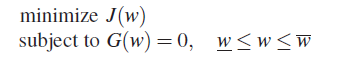 minimize J(w)
subject to G(w) = 0, w̲ ≤ w ≤ w̅